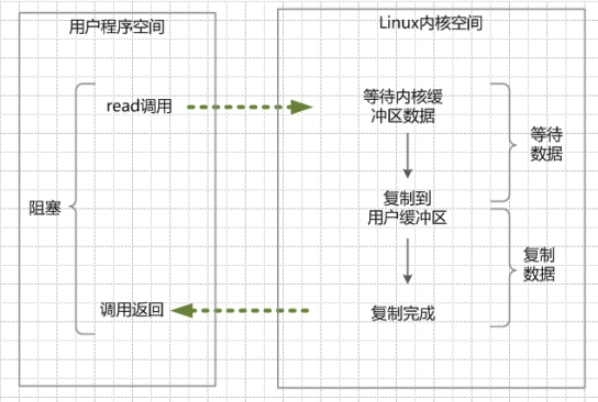 用户程序空间
Linux内核空间
read调用
等待内核缓
冲区数据
等待
数据
阻塞
复制到
用户缓冲区
复制
数据
调用返回
复制完成